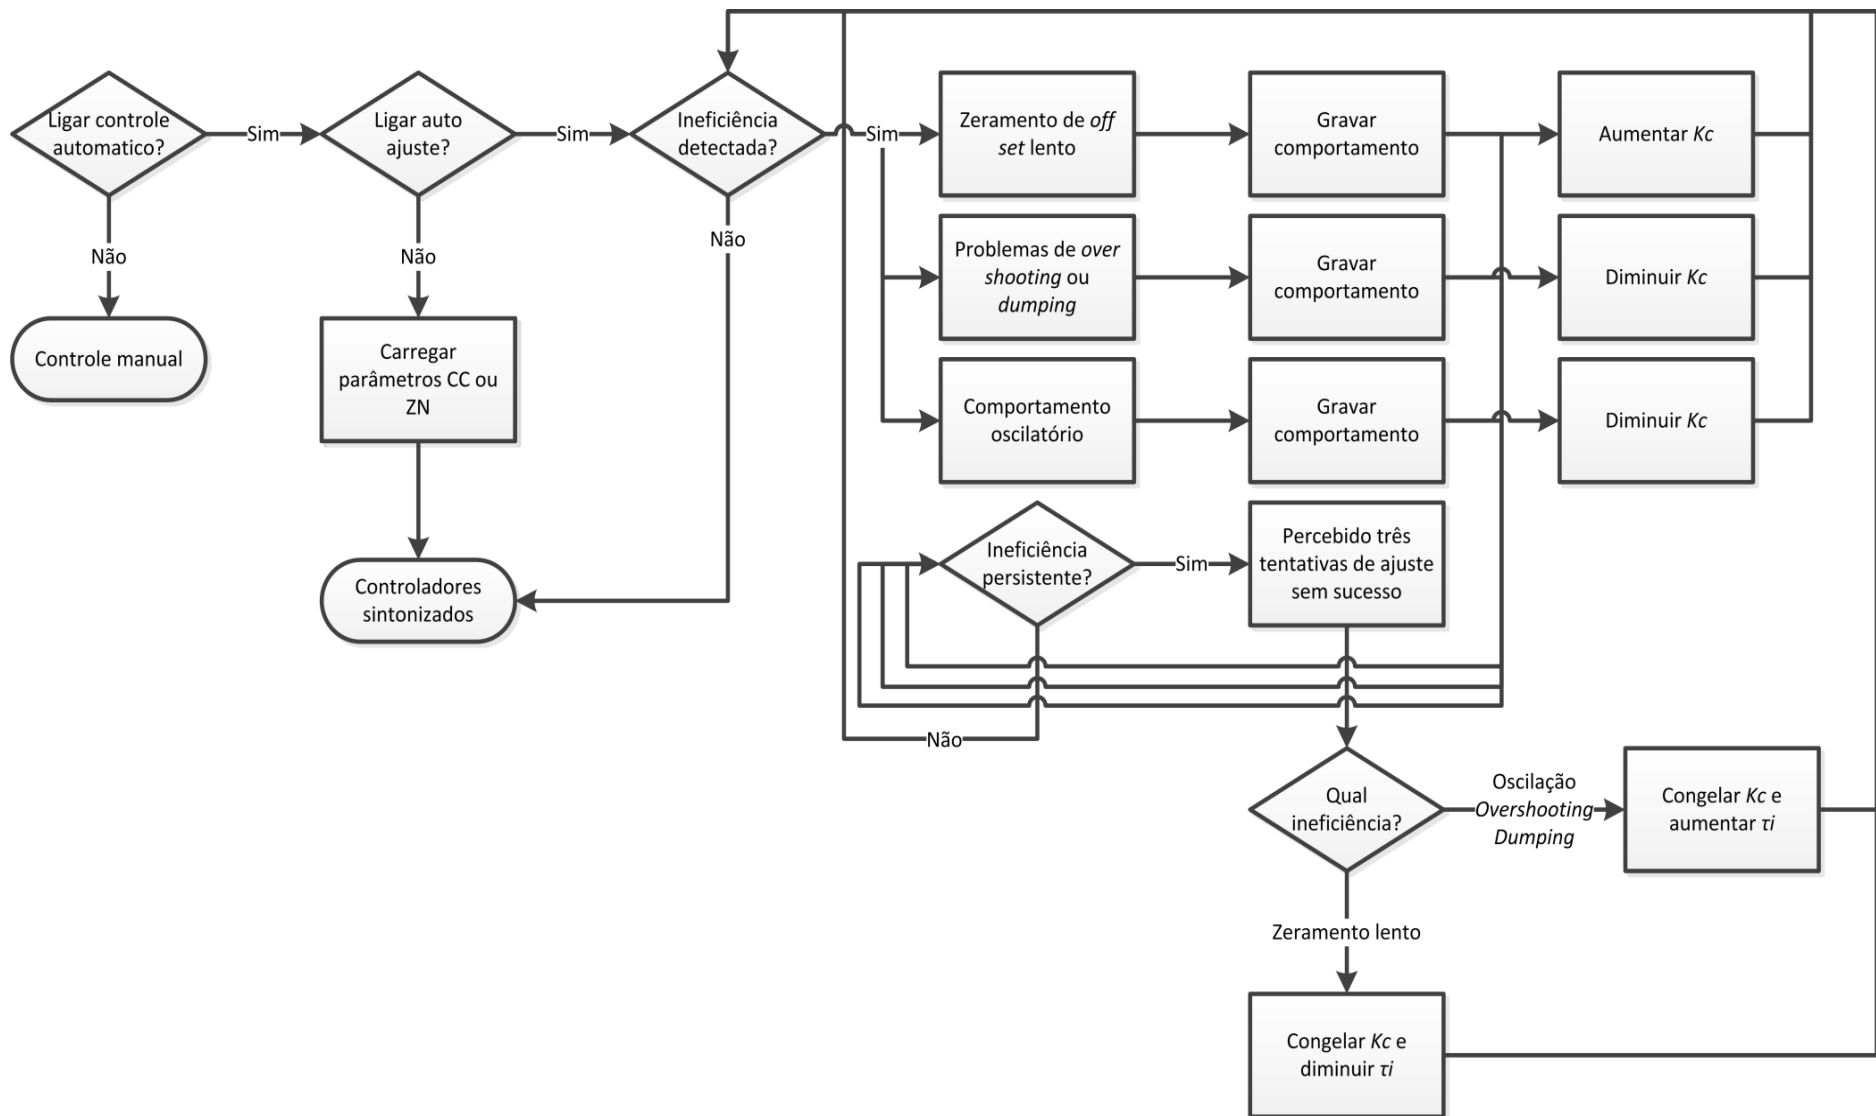 Ligar controle
automatico?
Sim
Ligar auto
ajuste?
Sim
Ineficiência
detectada?
Sim
Zeramento de off
set lento
Gravar
comportamento
Aumentar Kc
Não
Não
Não
Problemas de over
shooting ou
dumping
Gravar
comportamento
Diminuir Kc
Controle manual
Carregar
parâmetros CC ou
ZN
Comportamento
oscilatório
Gravar
comportamento
Diminuir Kc
Controladores
sintonizados
Ineficiência
persistente?
Sim
Percebido três
tentativas de ajuste
sem sucesso
Não
Qual
ineficiência?
Oscilação
Overshooting
Dumping
Congelar Kc e
aumentar τi
Zeramento lento
Congelar Kc e
diminuir τi